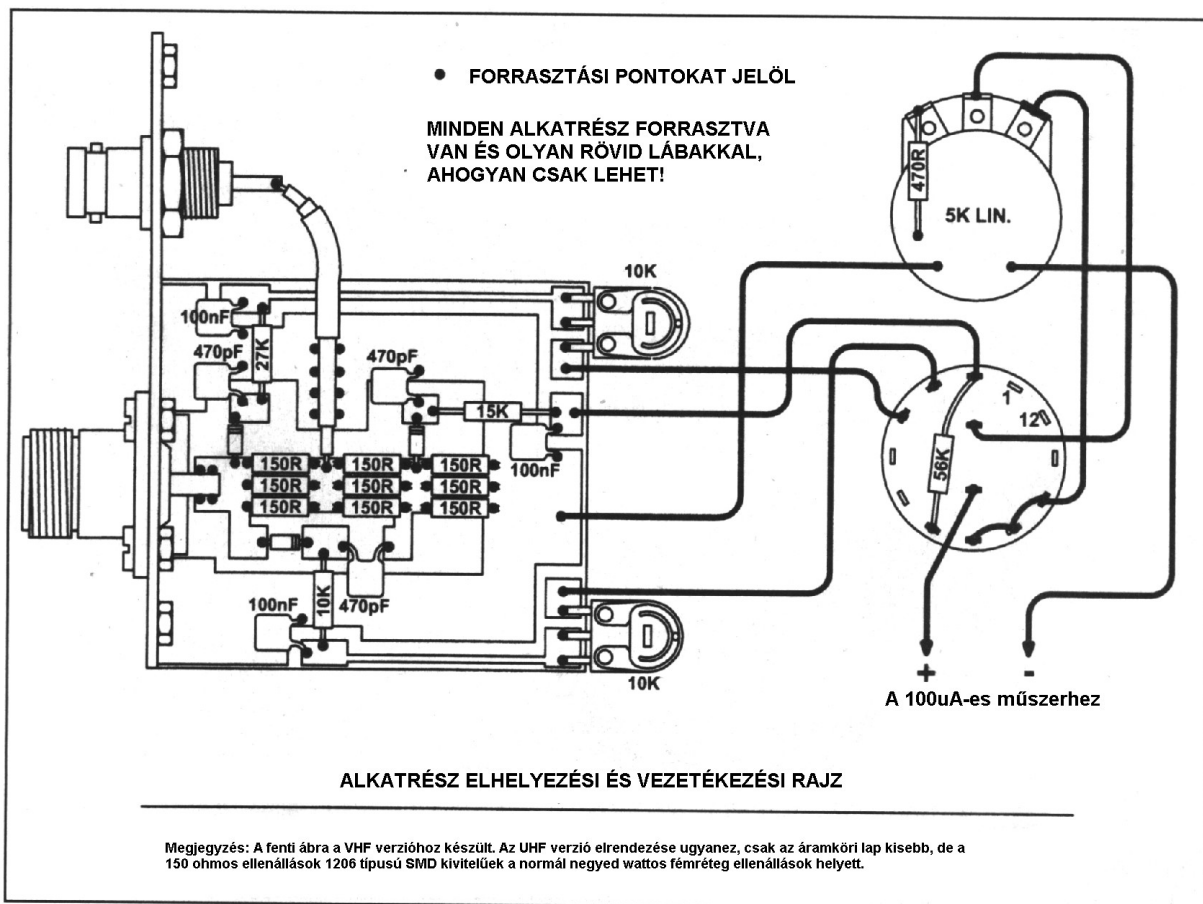 ● FORRASZTÁSI PONTOKAT JELÖL
MINDEN ALKATRÉSZ FORRASZTVA
VAN ÉS OLYAN RÖVID LÁBAKKAL,
AHOGYAN CSAK LEHET!
470R
5K LIN.
10K
100nF
27K
470pF
470pF
15K
100nF
150R 150R 150R
150R 150R 150R
150R 150R 150R
1
12
56K
100nF
10K
470pF
10K
+ -
A 100uA-es műszerhez
ALKATRÉSZ ELHELYEZÉSI ÉS VEZETÉKEZÉSI RAJZ
Megjegyzés: A fenti ábra a VHF verzióhoz készült. Az UHF verzió elrendezése ugyanez, csak az áramköri lap kisebb, de a
150 ohmos ellenállások 1206 típusú SMD kivitelűek a normál negyed wattos fémréteg ellenállások helyett.